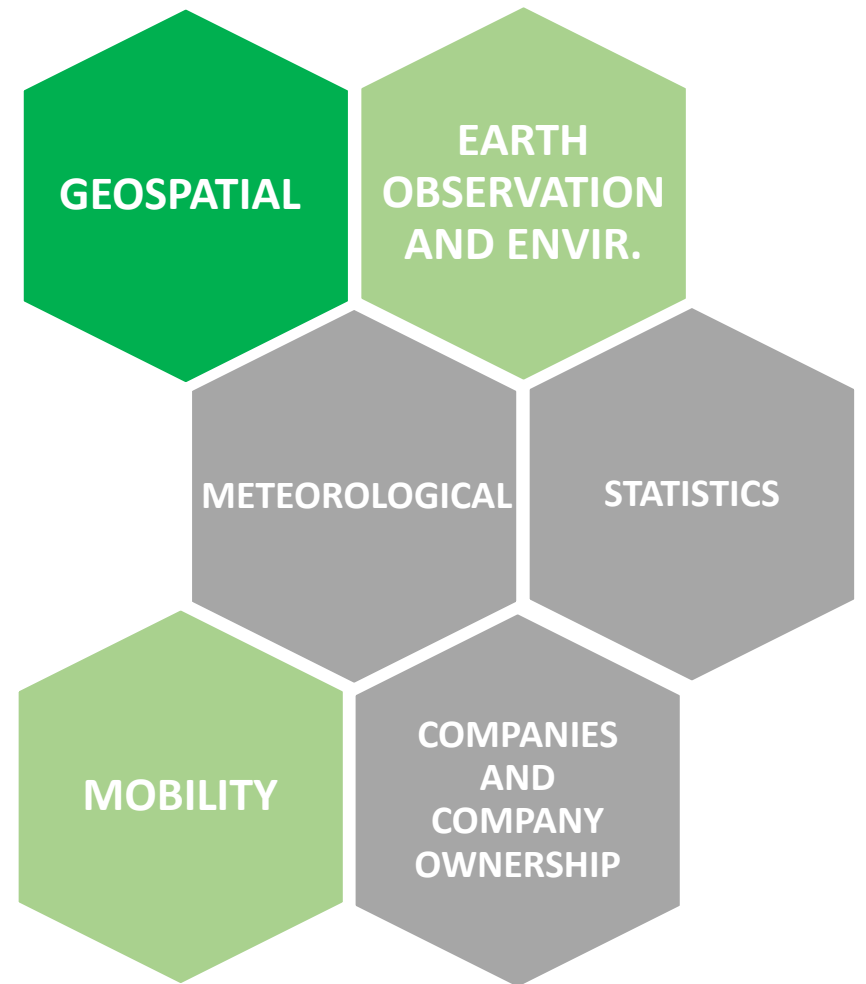 GEOSPATIAL
EARTH
OBSERVATION
AND ENVIR.
METEOROLOGICAL
STATISTICS
MOBILITY
COMPANIES
AND
COMPANY
OWNERSHIP